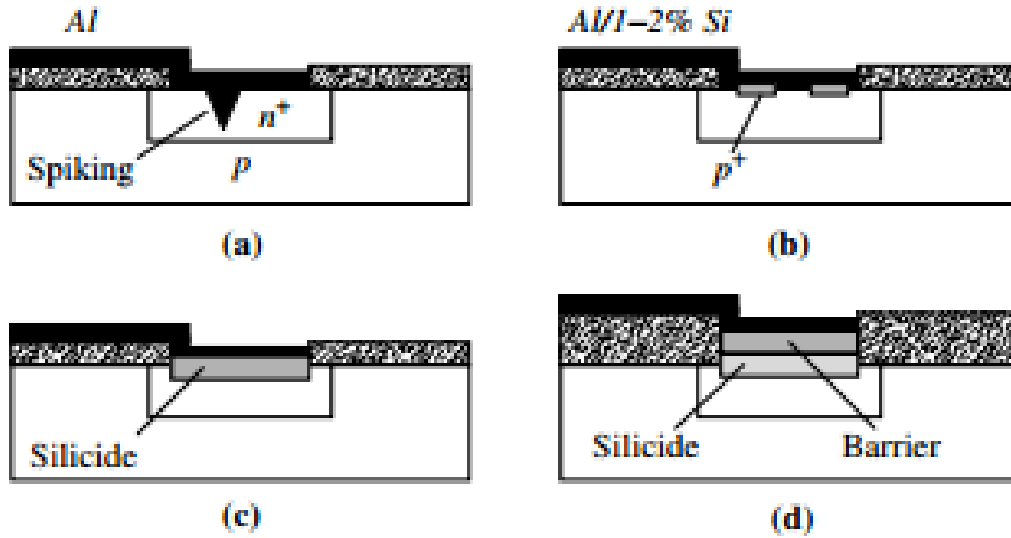 Al
n+
Spiking
p
(a)
Al/1–2% Si
p+
(b)
Silicide
(c)
Silicide
Barrier
(d)